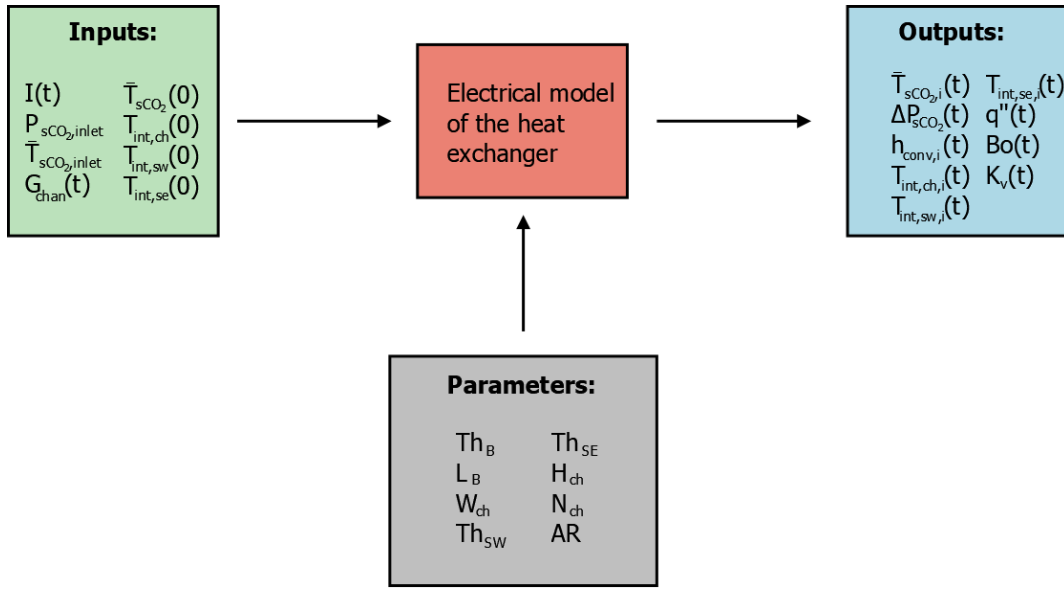 Inputs:
I(t) T̄sCO₂(0)
PsCO₂,inlet Tint,ch(0)
T̄sCO₂,inlet Tint,sw(0)
Gchan(t) Tint,se(0)
Electrical model
of the heat
exchanger
Outputs:
T̄sCO₂,i(t) Tint,se,i(t)
ΔPsCO₂(t) q"(t)
hconv,i(t) Bo(t)
Tint,ch,i(t) Kv(t)
Tint,sw,i(t)
Parameters:
ThB ThSE
LB Hch
Wch Nch
ThSW AR